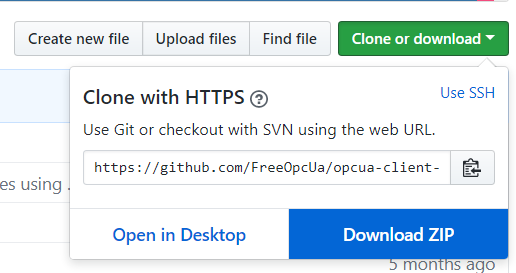 Create new file Upload files Find file Clone or download
Clone with HTTPS ? Use SSH
Use Git or checkout with SVN using the web URL.
es using . https://github.com/FreeOpcUa/opcua-client-
Open in Desktop Download ZIP
5 months ago